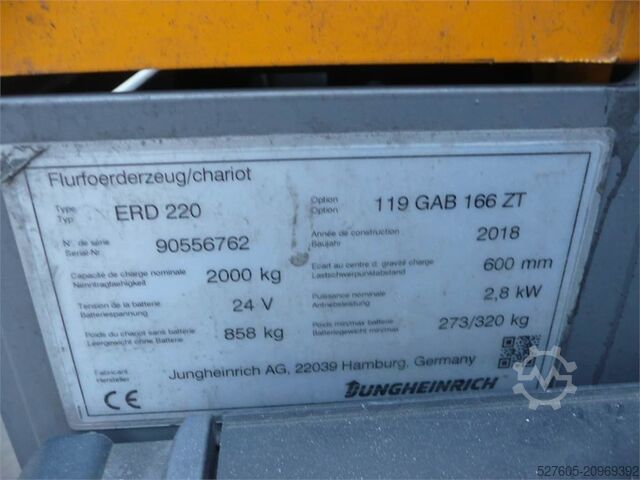 Flurfoerderzeug/chariot
Type
Typ
ERD 220
Option
Option
119 GAB 166 ZT
N°. de série
Serial-Nr.
90556762
Année de construction
Baujahr
2018
Capacité de charge nominale
Nenntragfaehigkeit
2000 kg
Ecart au centre d. gravité charge
Lastschwerpunktabstand
600 mm
Tension de la batterie
Batteriespannung
24 V
Puissance nominale
Antriebsleistung
2,8 kW
Poids du chariot sans batterie
Leergewicht ohne Batterie
858 kg
Poids min/max batterie
Batteriegewicht min/max
273/320 kg
Fabricant
Hersteller
Jungheinrich AG, 22039 Hamburg, Germany
CE
JUNGHEINRICH
527605-20969392